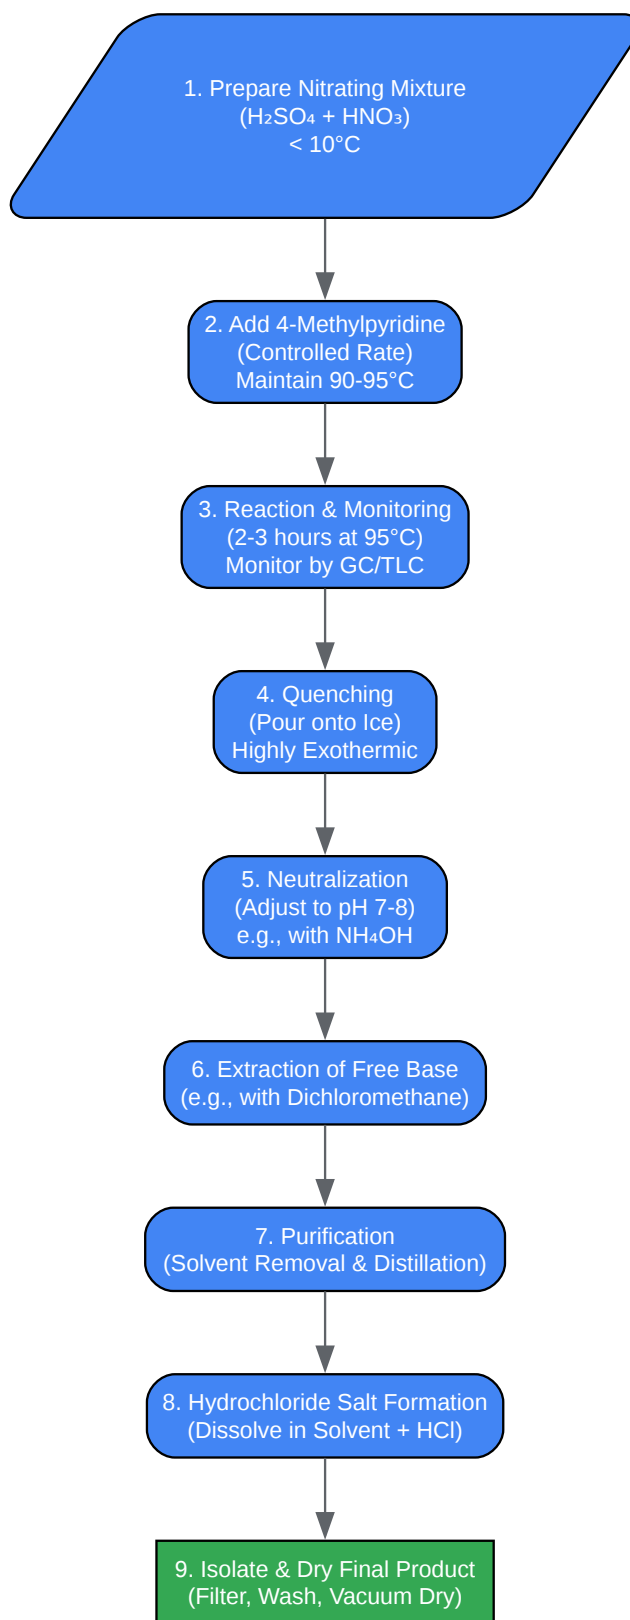 1. Prepare Nitrating Mixture
(H₂SO₄ + HNO₃)
< 10°C
2. Add 4-Methylpyridine
(Controlled Rate)
Maintain 90-95°C
3. Reaction & Monitoring
(2-3 hours at 95°C)
Monitor by GC/TLC
4. Quenching
(Pour onto Ice)
Highly Exothermic
5. Neutralization
(Adjust to pH 7-8)
e.g., with NH₄OH
6. Extraction of Free Base
(e.g., with Dichloromethane)
7. Purification
(Solvent Removal & Distillation)
8. Hydrochloride Salt Formation
(Dissolve in Solvent + HCl)
9. Isolate & Dry Final Product
(Filter, Wash, Vacuum Dry)